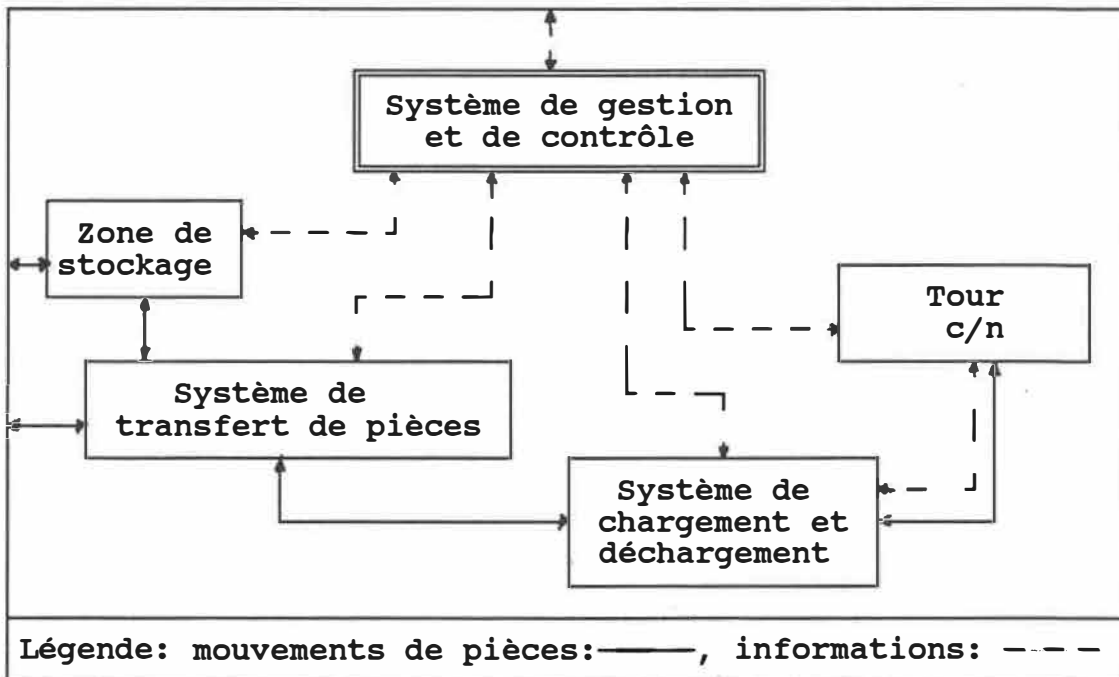 Système de gestion
et de contrôle
Zone de
stockage
Tour
c/n
Système de
transfert de pièces
Système de
chargement et
déchargement
Légende: mouvements de pièces: , informations: